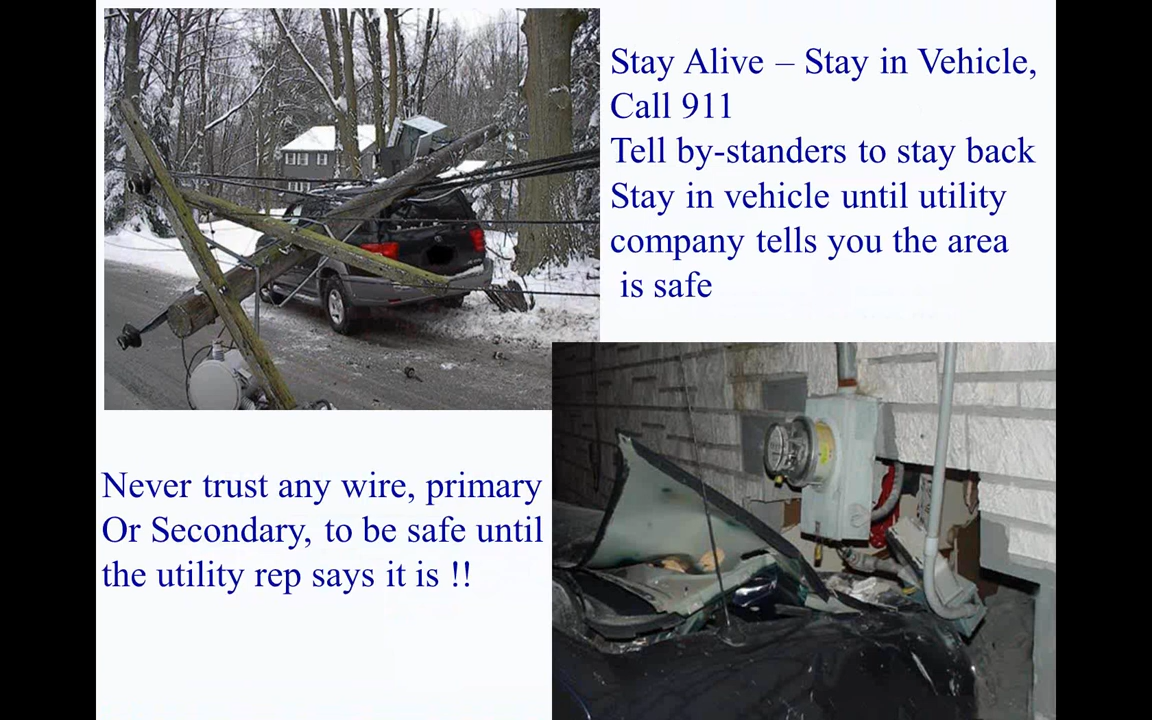 Stay Alive – Stay in Vehicle,
Call 911
Tell by-standers to stay back
Stay in vehicle until utility
company tells you the area
is safe
Never trust any wire, primary
Or Secondary, to be safe until
the utility rep says it is !!